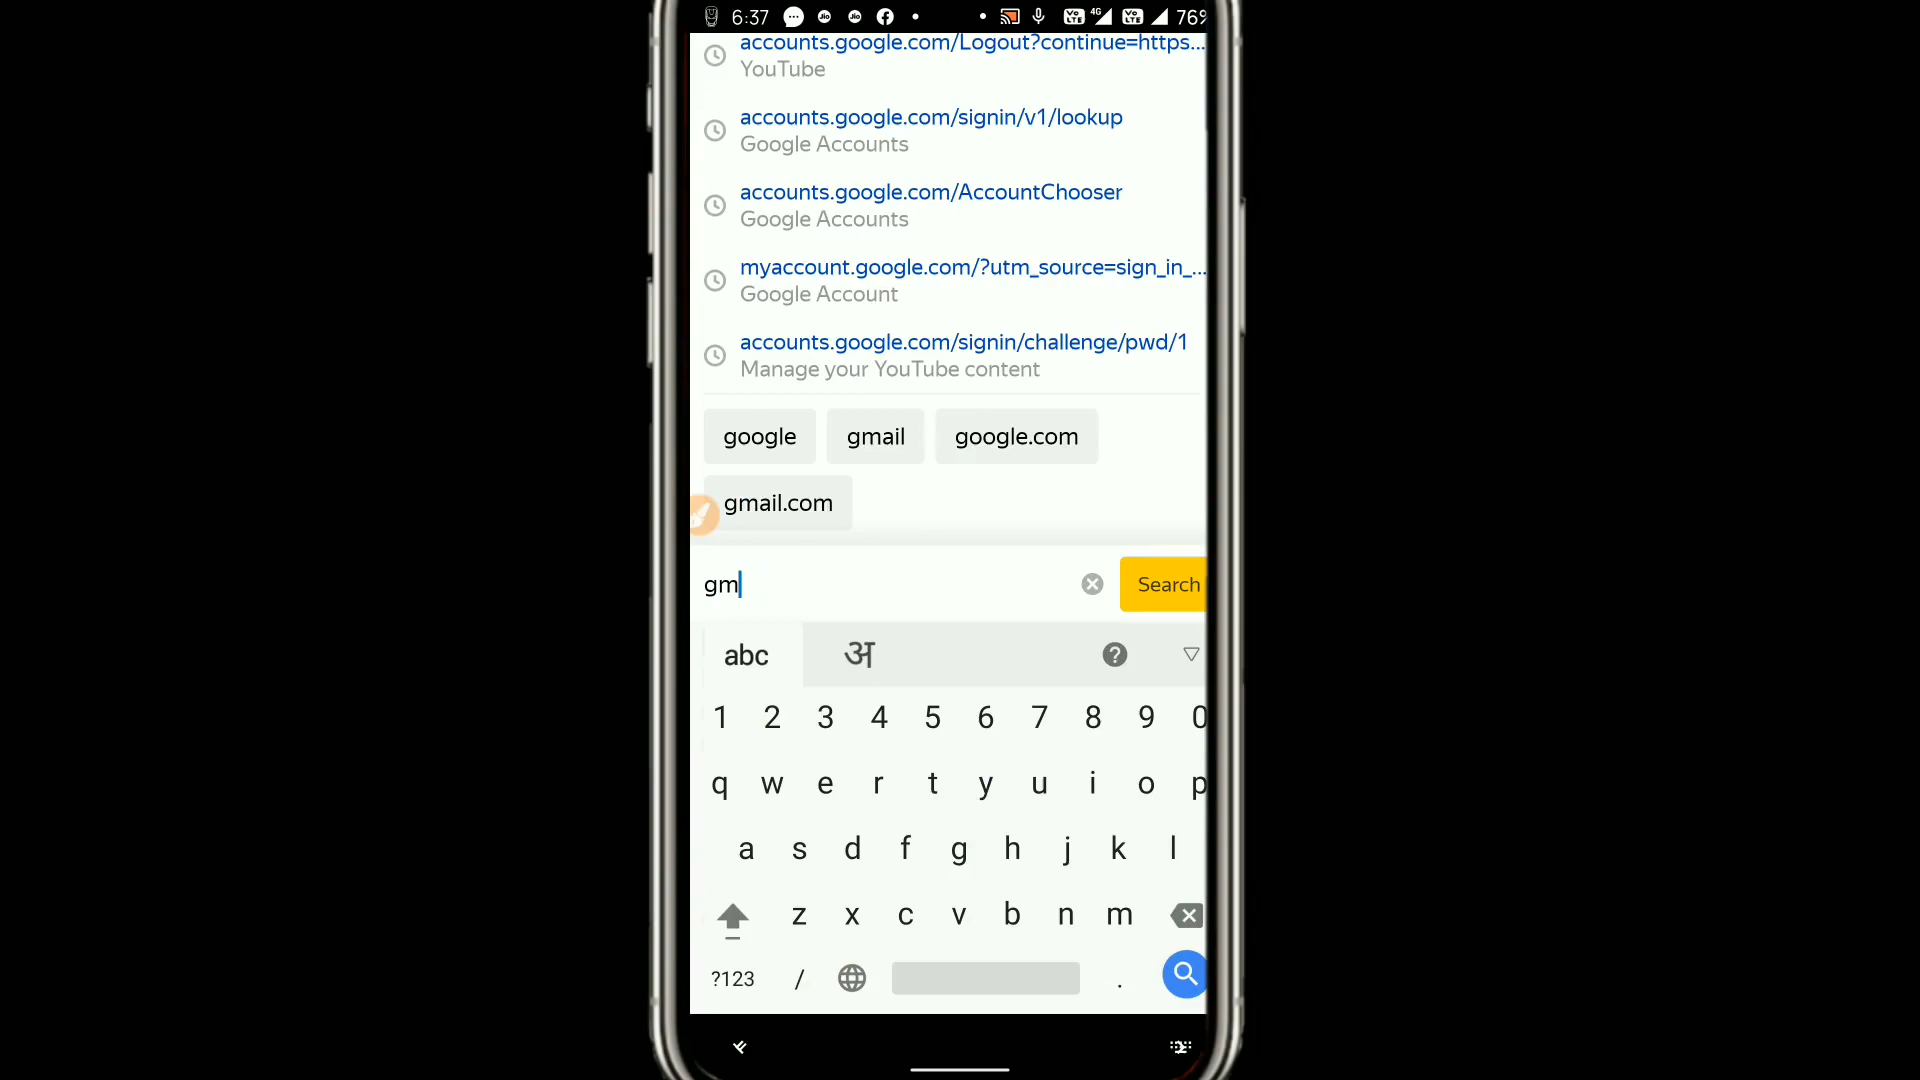 6:37 Jio Jio 4G 76%
accounts.google.com/Logout?continue=https...
YouTube
accounts.google.com/signin/v1/lookup
Google Accounts
accounts.google.com/AccountChooser
Google Accounts
myaccount.google.com/?utm_source=sign_in_...
Google Account
accounts.google.com/signin/challenge/pwd/1
Manage your YouTube content
google gmail google.com
gmail.com
gm Search
abc अ ?
1 2 3 4 5 6 7 8 9 0
q w e r t y u i o p
a s d f g h j k l
z x c v b n m
?123 / .